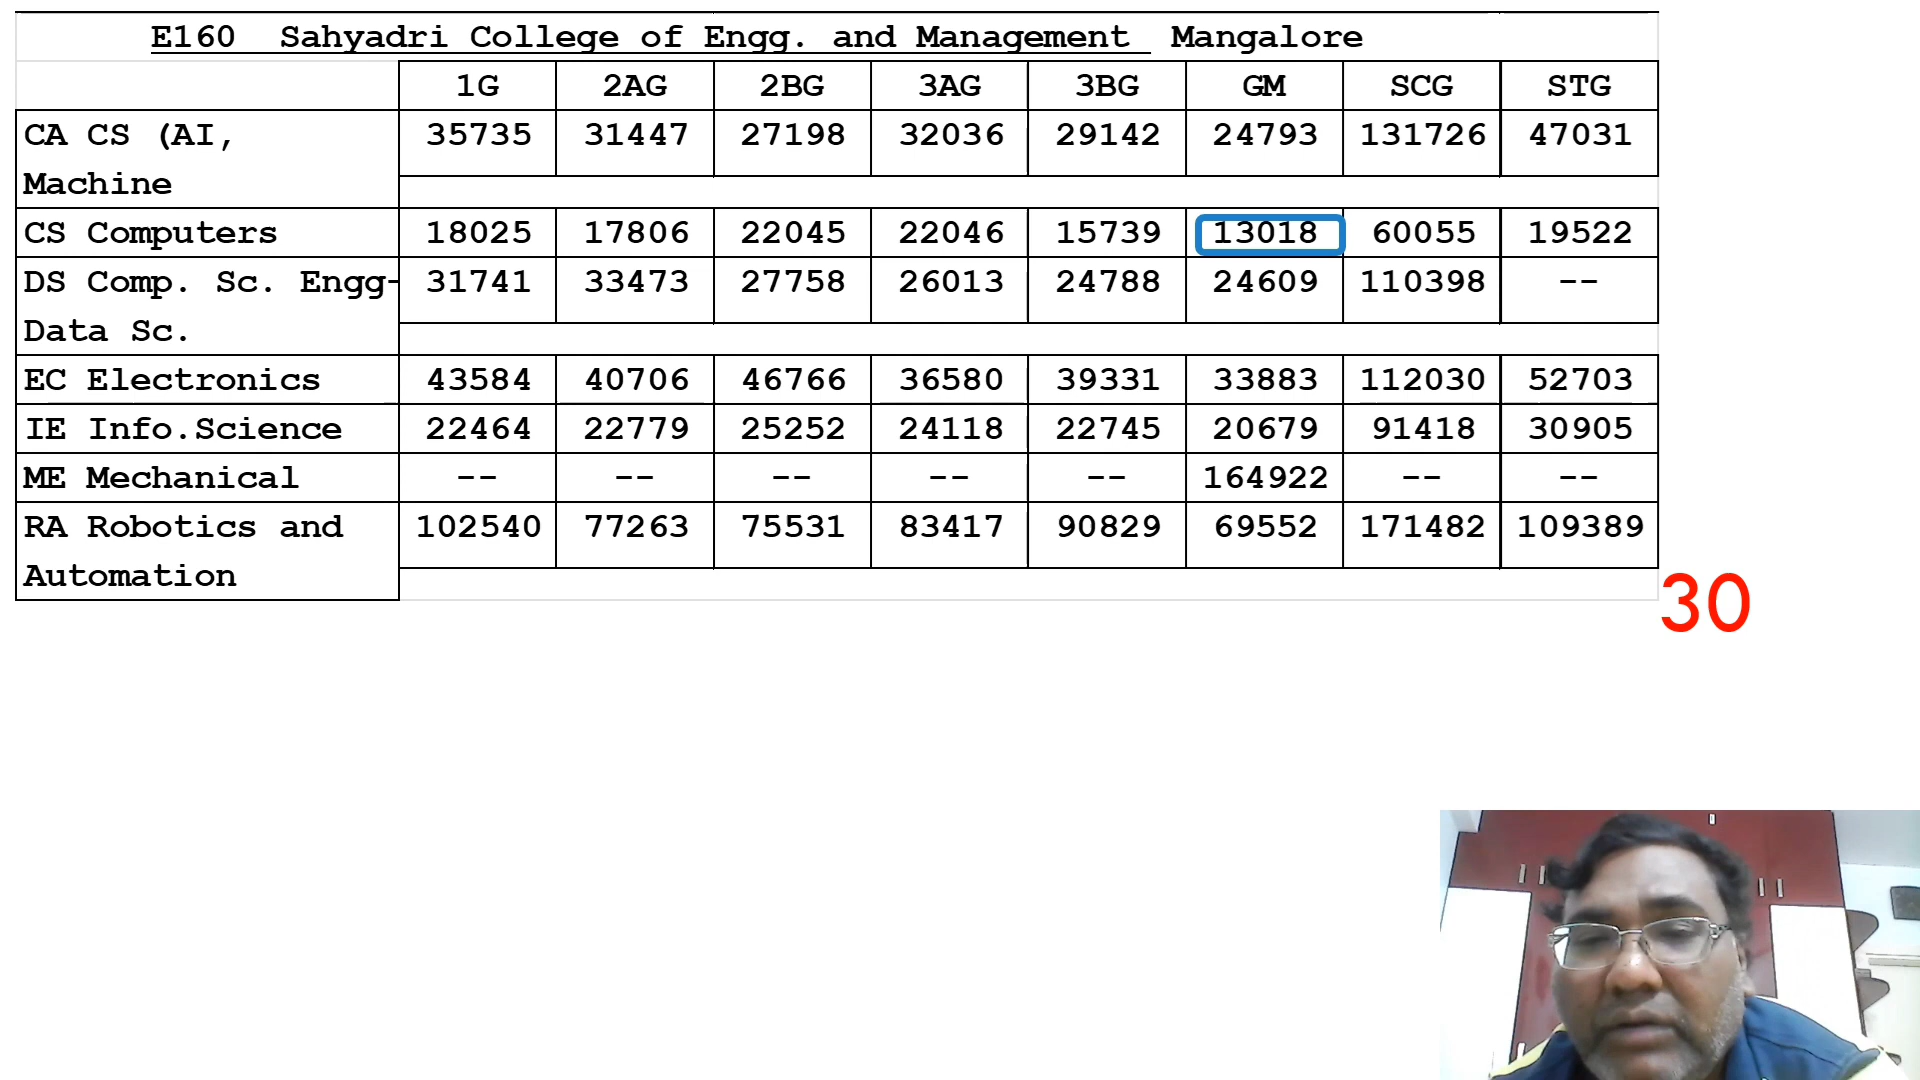 E160 Sahyadri College of Engg. and Management Mangalore
1G 2AG 2BG 3AG 3BG GM SCG STG
CA CS (AI, 35735 31447 27198 32036 29142 24793 131726 47031
Machine
CS Computers 18025 17806 22045 22046 15739 13018 60055 19522
DS Comp. Sc. Engg- 31741 33473 27758 26013 24788 24609 110398 --
Data Sc.
EC Electronics 43584 40706 46766 36580 39331 33883 112030 52703
IE Info.Science 22464 22779 25252 24118 22745 20679 91418 30905
ME Mechanical -- -- -- -- -- 164922 -- --
RA Robotics and 102540 77263 75531 83417 90829 69552 171482 109389
Automation
30